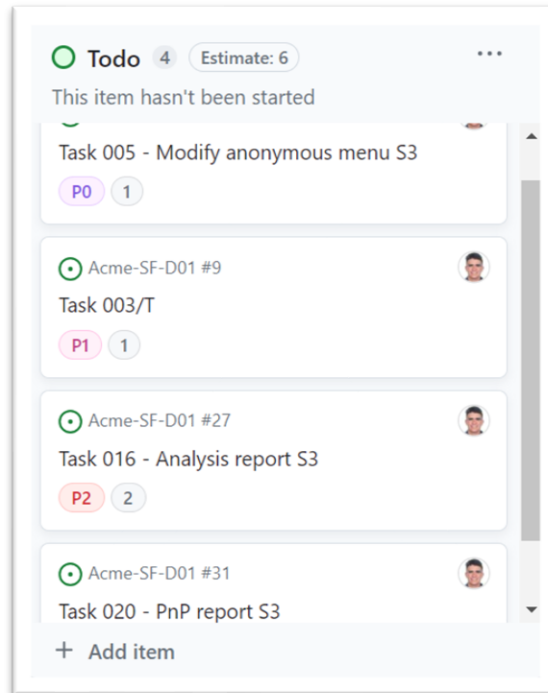 Todo 4 Estimate: 6 ...
This item hasn't been started
Task 005 - Modify anonymous menu S3
P0 1
Acme-SF-D01 #9
Task 003/T
P1 1
Acme-SF-D01 #27
Task 016 - Analysis report S3
P2 2
Acme-SF-D01 #31
Task 020 - PnP report S3
+ Add item